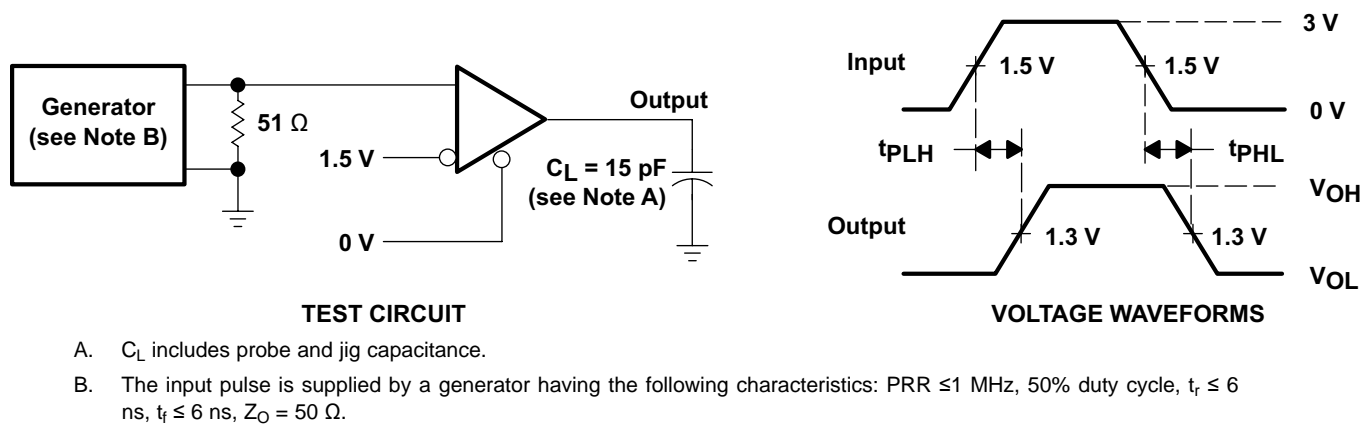 Generator
(see Note B)
51 Ω
1.5 V
0 V
Output
CL = 15 pF
(see Note A)
TEST CIRCUIT
Input
1.5 V
1.5 V
3 V
0 V
tPLH
tPHL
Output
1.3 V
1.3 V
VOH
VOL
VOLTAGE WAVEFORMS
A. CL includes probe and jig capacitance.
B. The input pulse is supplied by a generator having the following characteristics: PRR ≤1 MHz, 50% duty cycle, tr ≤ 6
ns, tf ≤ 6 ns, ZO = 50 Ω.